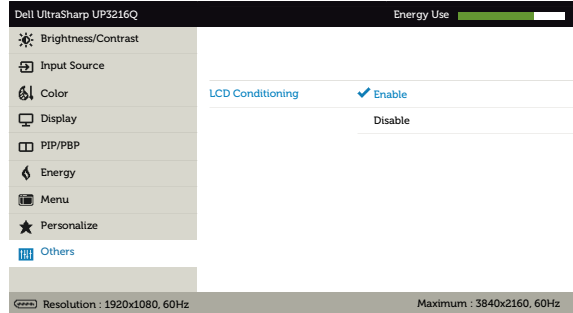 Dell UltraSharp UP3216Q Energy Use
Brightness/Contrast
Input Source
Color LCD Conditioning Enable
Display Disable
PIP/PBP
Energy
Menu
Personalize
Others
Resolution : 1920x1080, 60Hz Maximum : 3840x2160, 60Hz